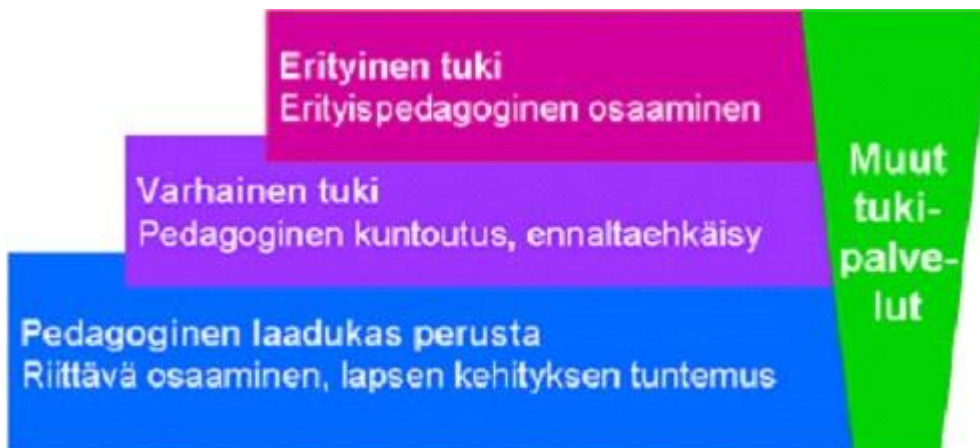 Erityinen tuki
Erityispedagoginen osaaminen
Varhainen tuki
Pedagoginen kuntoutus, ennaltaehkäisy
Pedagoginen laadukas perusta
Riittävä osaaminen, lapsen kehityksen tuntemus
Muut
tuki-
palve-
lut